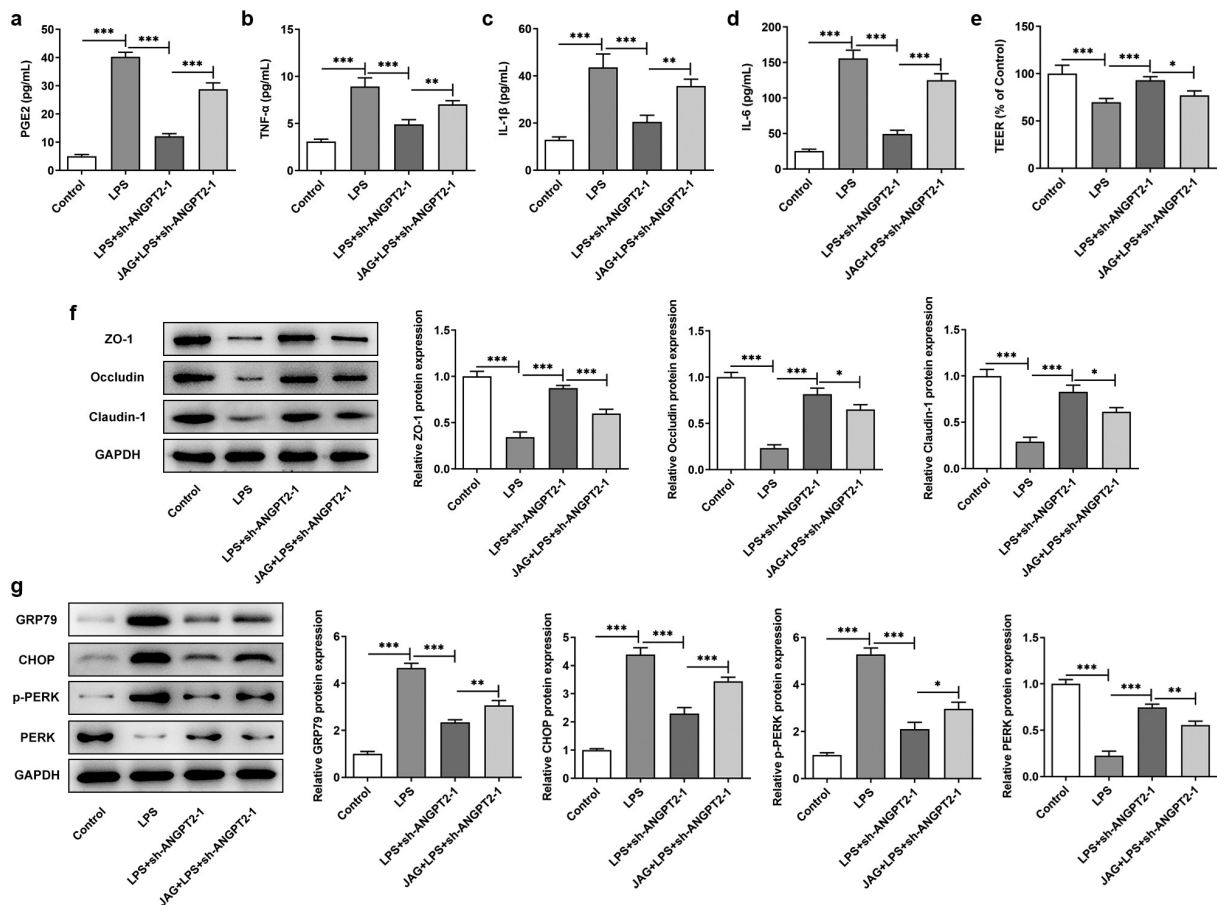 a
PGE2 (pg/mL)
50
40
30
20
10
0
*** *** ***
Control
LPS
LPS+sh-ANGPT2-1
JAG+LPS+sh-ANGPT2-1
b
TNF-α (pg/mL)
15
10
5
0
*** *** **
Control
LPS
LPS+sh-ANGPT2-1
JAG+LPS+sh-ANGPT2-1
c
IL-1β (pg/mL)
60
40
20
0
*** *** **
Control
LPS
LPS+sh-ANGPT2-1
JAG+LPS+sh-ANGPT2-1
d
IL-6 (pg/mL)
200
150
100
50
0
*** *** ***
Control
LPS
LPS+sh-ANGPT2-1
JAG+LPS+sh-ANGPT2-1
e
TEER (% of Control)
150
100
50
0
*** *** *
Control
LPS
LPS+sh-ANGPT2-1
JAG+LPS+sh-ANGPT2-1
f
ZO-1
Occludin
Claudin-1
GAPDH
Control
LPS
LPS+sh-ANGPT2-1
JAG+LPS+sh-ANGPT2-1
Relative ZO-1 protein expression
1.5
1.0
0.5
0.0
*** *** ***
Control
LPS
LPS+sh-ANGPT2-1
JAG+LPS+sh-ANGPT2-1
Relative Occludin protein expression
1.5
1.0
0.5
0.0
*** *** *
Control
LPS
LPS+sh-ANGPT2-1
JAG+LPS+sh-ANGPT2-1
Relative Claudin-1 protein expression
1.5
1.0
0.5
0.0
*** *** *
Control
LPS
LPS+sh-ANGPT2-1
JAG+LPS+sh-ANGPT2-1
g
GRP79
CHOP
p-PERK
PERK
GAPDH
Control
LPS
LPS+sh-ANGPT2-1
JAG+LPS+sh-ANGPT2-1
Relative GRP79 protein expression
6
4
2
0
*** *** **
Control
LPS
LPS+sh-ANGPT2-1
JAG+LPS+sh-ANGPT2-1
Relative CHOP protein expression
5
4
3
2
1
0
*** *** ***
Control
LPS
LPS+sh-ANGPT2-1
JAG+LPS+sh-ANGPT2-1
Relative p-PERK protein expression
6
4
2
0
*** *** *
Control
LPS
LPS+sh-ANGPT2-1
JAG+LPS+sh-ANGPT2-1
Relative PERK protein expression
1.5
1.0
0.5
0.0
*** *** **
Control
LPS
LPS+sh-ANGPT2-1
JAG+LPS+sh-ANGPT2-1